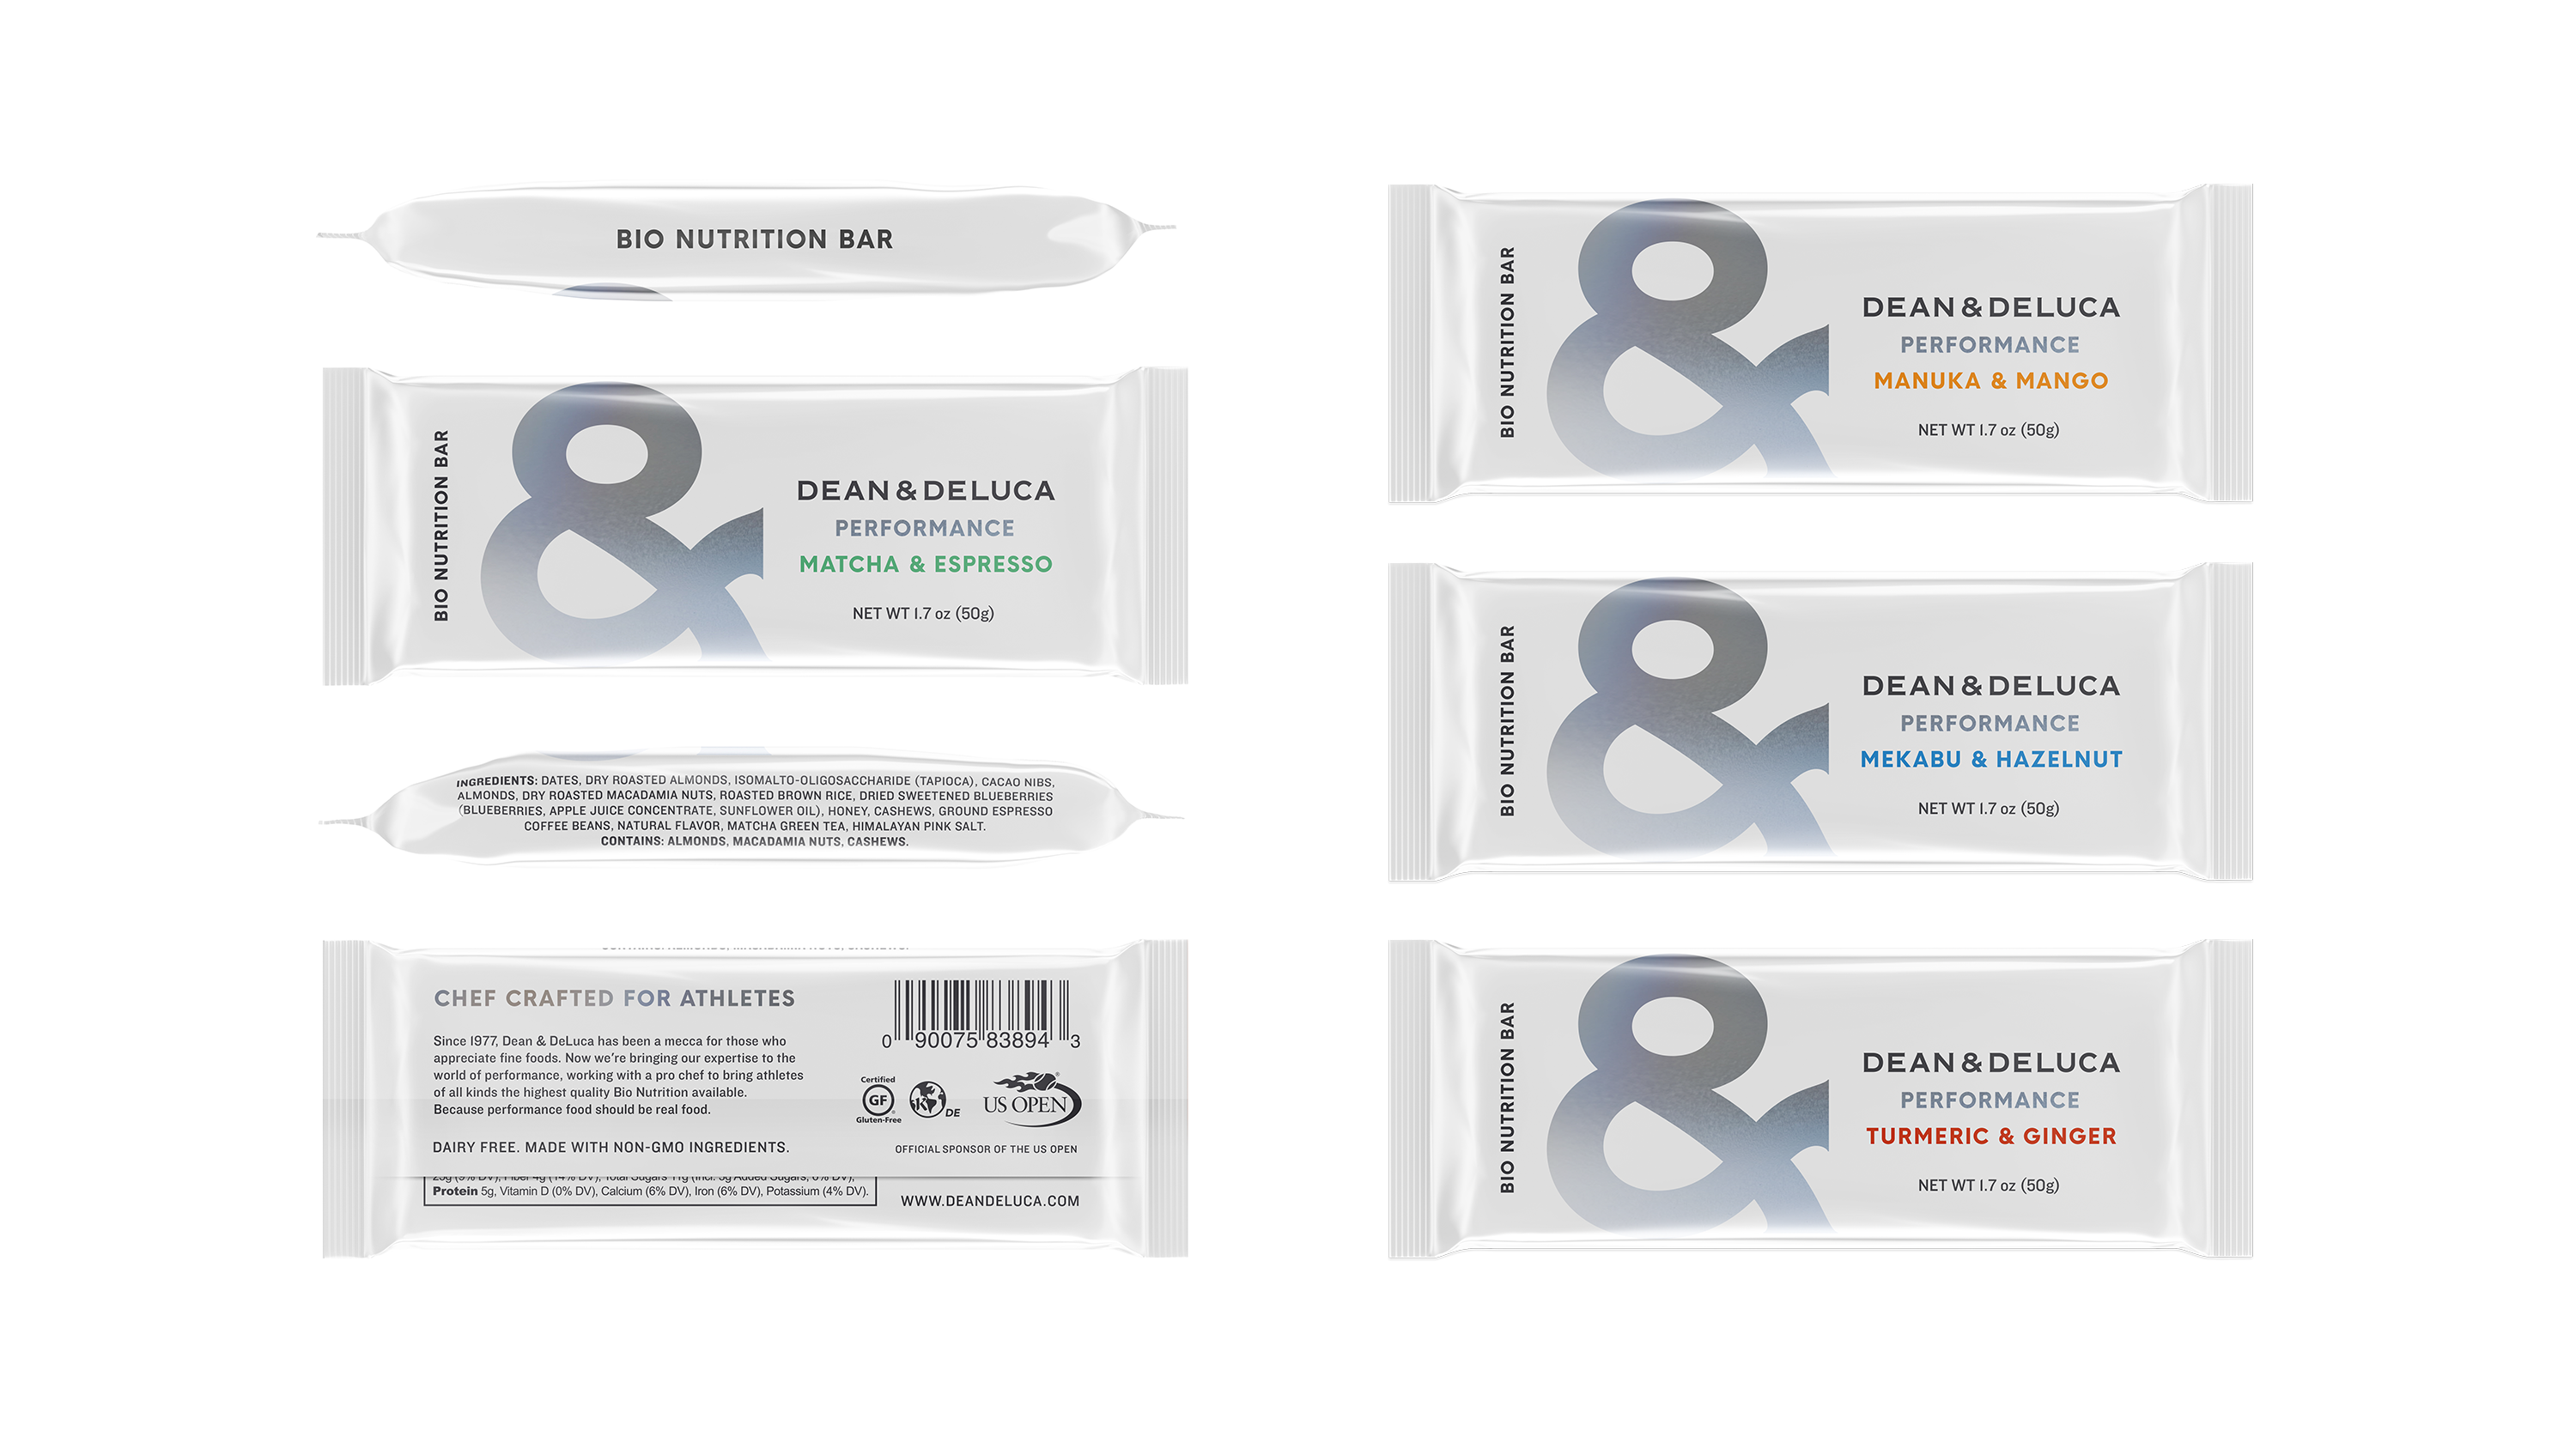 BIO NUTRITION BAR
BIO NUTRITION BAR
DEAN & DELUCA
PERFORMANCE
MATCHA & ESPRESSO
NET WT 1.7 oz (50g)
INGREDIENTS: DATES, DRY ROASTED ALMONDS, ISOMALTO-OLIGOSACCHARIDE (TAPIOCA), CACAO NIBS,
ALMONDS, DRY ROASTED MACADAMIA NUTS, ROASTED BROWN RICE, DRIED SWEETENED BLUEBERRIES
(BLUEBERRIES, APPLE JUICE CONCENTRATE, SUNFLOWER OIL), HONEY, CASHEWS, GROUND ESPRESSO
COFFEE BEANS, NATURAL FLAVOR, MATCHA GREEN TEA, HIMALAYAN PINK SALT.
CONTAINS: ALMONDS, MACADAMIA NUTS, CASHEWS.
CHEF CRAFTED FOR ATHLETES
Since 1977, Dean & DeLuca has been a mecca for those who
appreciate fine foods. Now we're bringing our expertise to the
world of performance, working with a pro chef to bring athletes
of all kinds the highest quality Bio Nutrition available.
Because performance food should be real food.
DAIRY FREE. MADE WITH NON-GMO INGREDIENTS.
Protein 5g, Vitamin D (0% DV), Calcium (6% DV), Iron (6% DV), Potassium (4% DV).
0 90075 83894 3
Certified
GF
Gluten-Free
K DE
US OPEN
OFFICIAL SPONSOR OF THE US OPEN
WWW.DEANDELUCA.COM
&
BIO NUTRITION BAR
&
DEAN & DELUCA
PERFORMANCE
MANUKA & MANGO
NET WT 1.7 oz (50g)
BIO NUTRITION BAR
&
DEAN & DELUCA
PERFORMANCE
MEKABU & HAZELNUT
NET WT 1.7 oz (50g)
BIO NUTRITION BAR
&
DEAN & DELUCA
PERFORMANCE
TURMERIC & GINGER
NET WT 1.7 oz (50g)